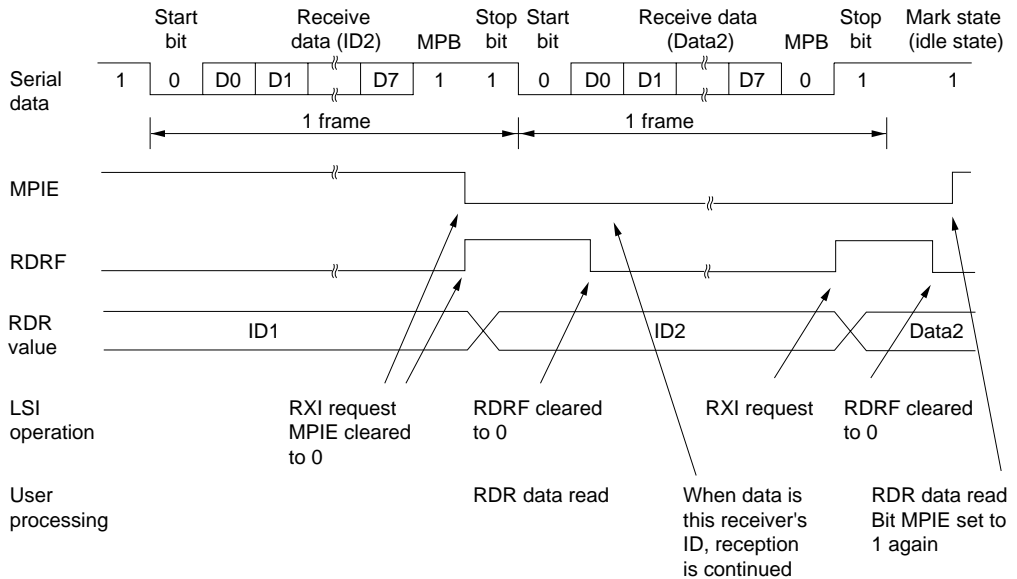 Start bit
Receive data (ID2)
MPB
Stop bit
Start bit
Receive data (Data2)
MPB
Stop bit
Mark state (idle state)
Serial data
1 0 D0 D1 D7 1 1 0 D0 D1 D7 0 1 1
1 frame
1 frame
MPIE
RDRF
RDR value
ID1
ID2
Data2
LSI operation
RXI request
MPIE cleared
to 0
RDRF cleared
to 0
RXI request
RDRF cleared
to 0
User processing
RDR data read
When data is
this receiver's
ID, reception
is continued
RDR data read
Bit MPIE set to
1 again